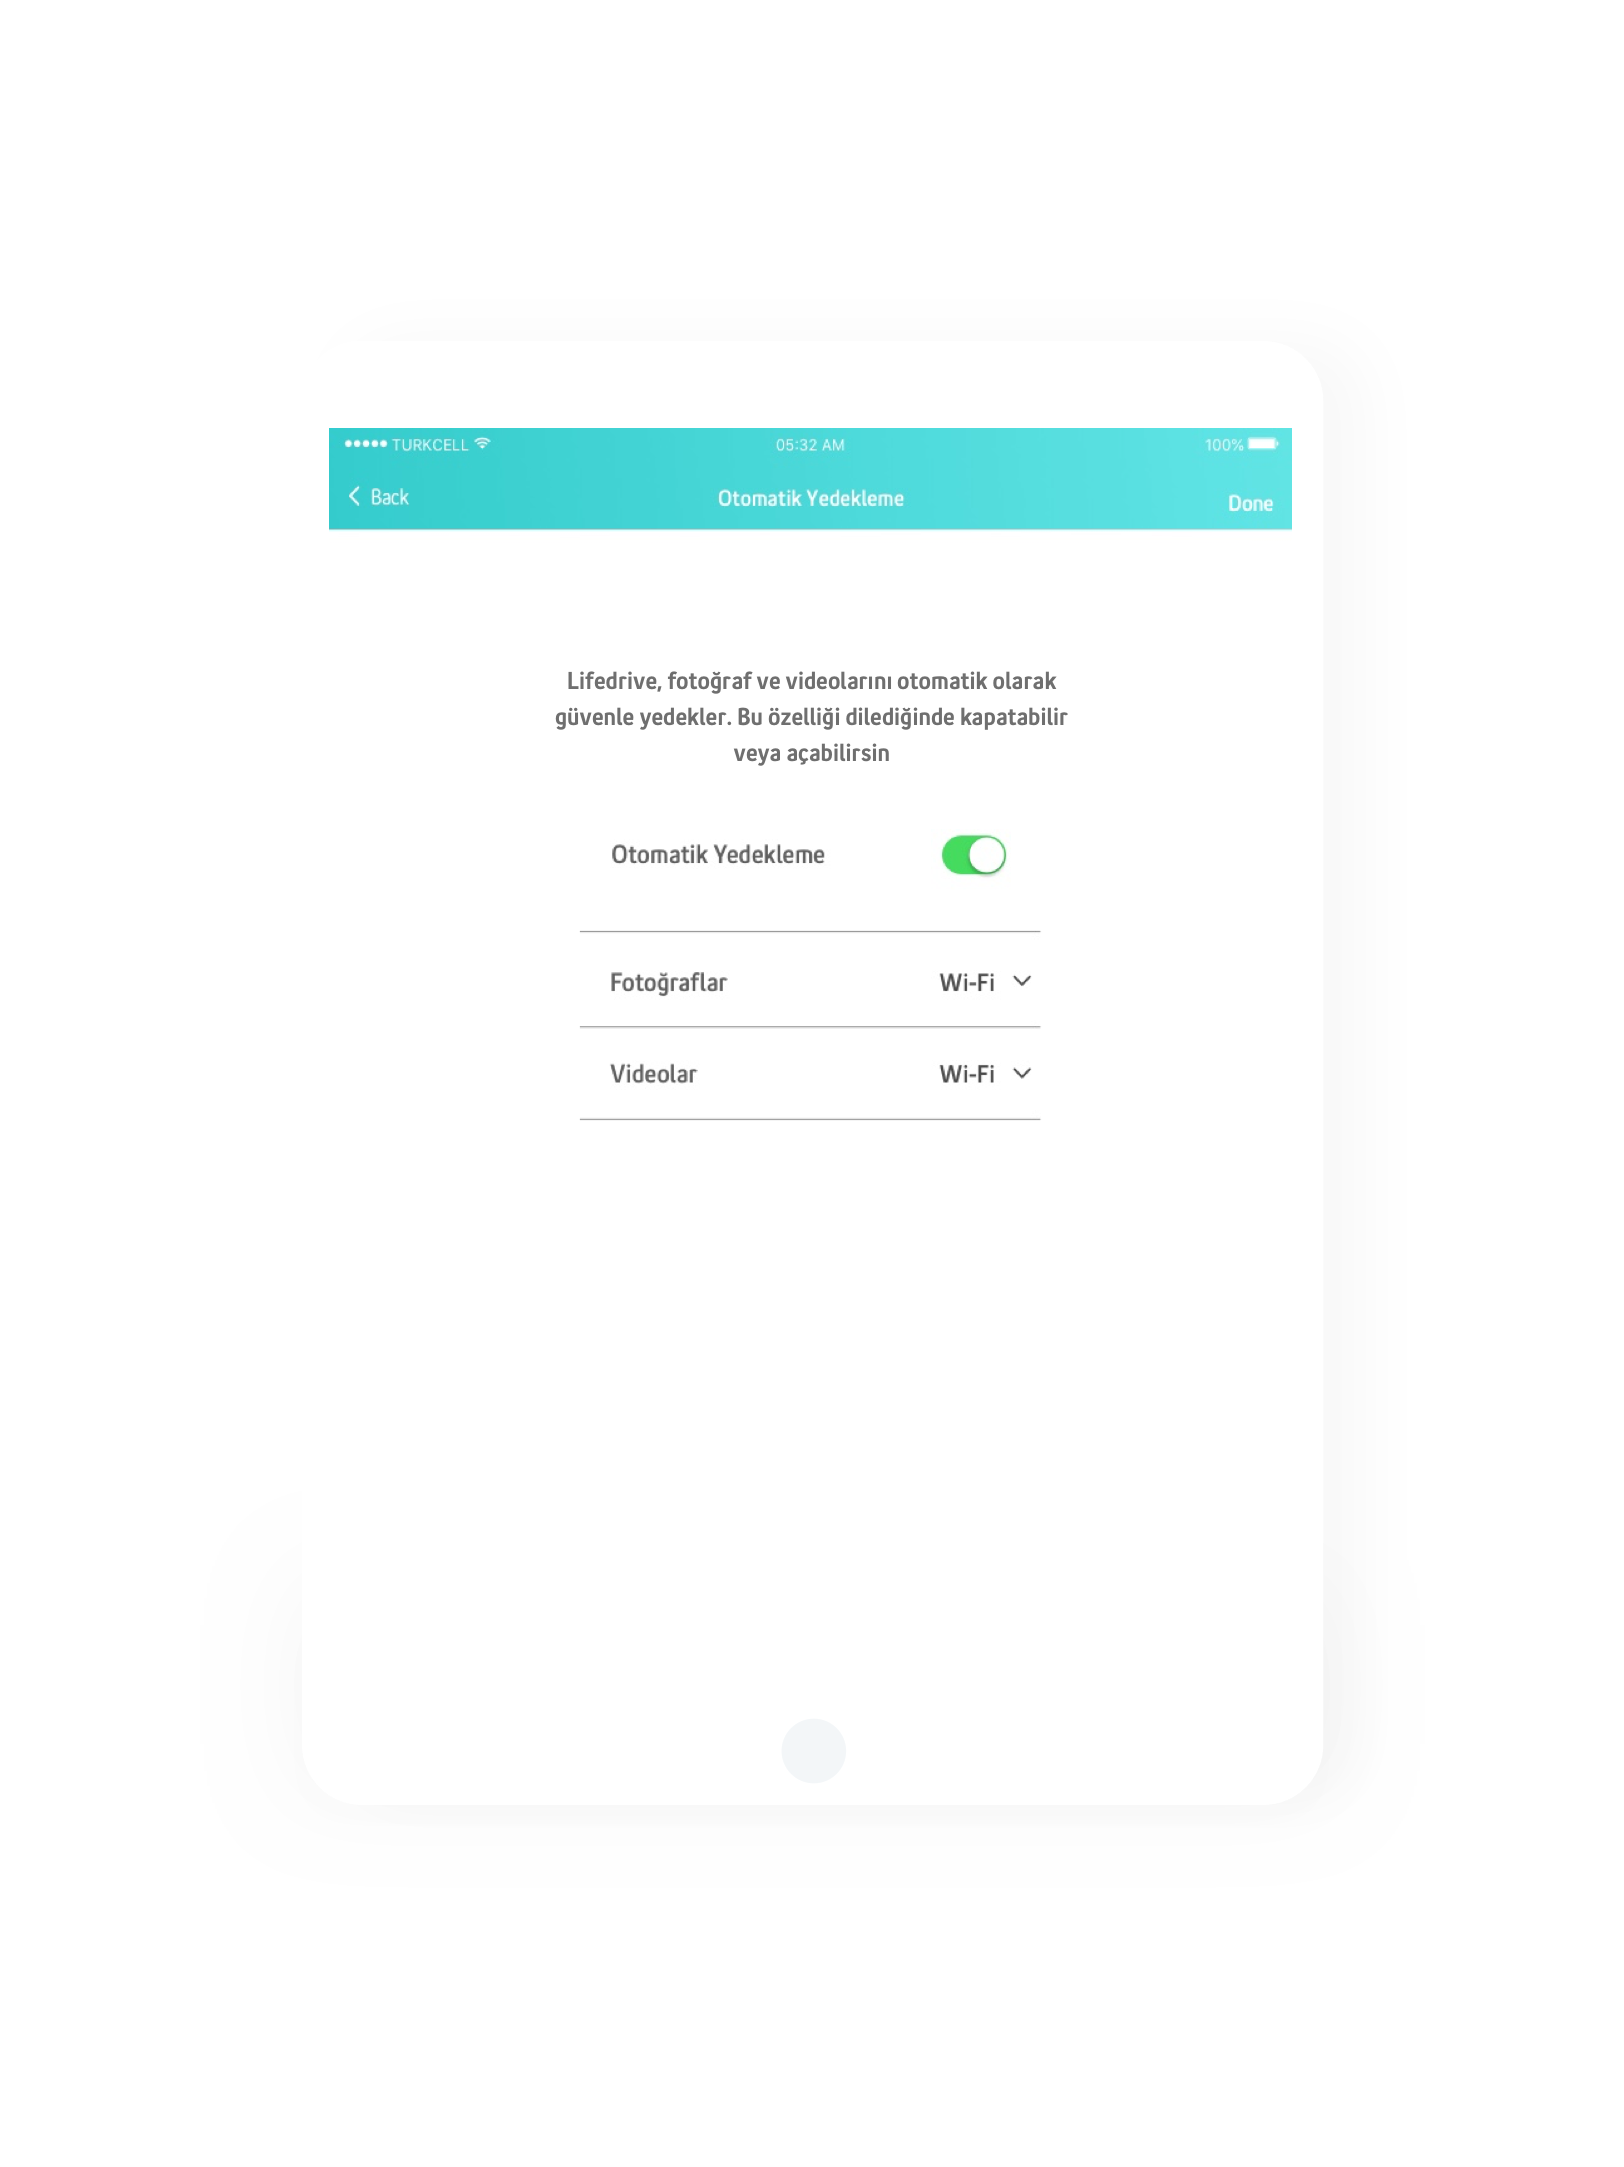 TURKCELL 05:32 AM 100%
Back Otomatik Yedekleme Done
Lifedrive, fotoğraf ve videolarını otomatik olarak
güvenle yedekler. Bu özelliği dilediğinde kapatabilir
veya açabilirsin
Otomatik Yedekleme
Fotoğraflar Wi-Fi
Videolar Wi-Fi